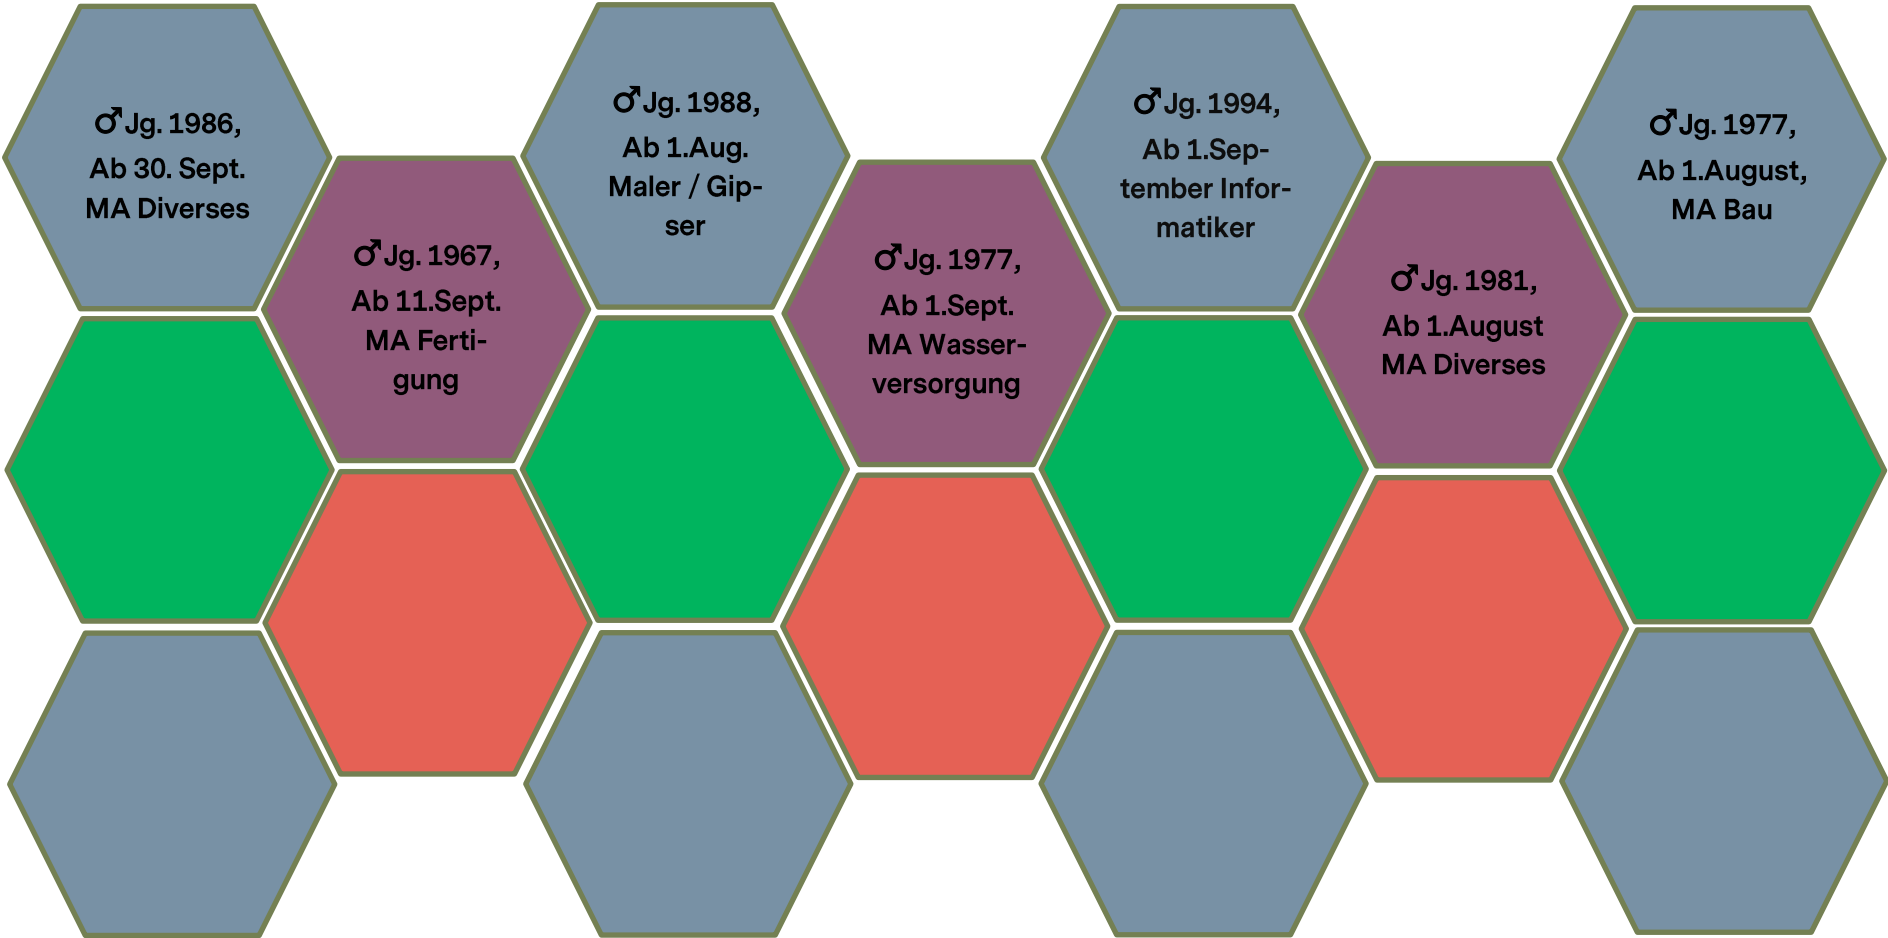 ♂Jg. 1986,
Ab 30. Sept.
MA Diverses
♂Jg. 1967,
Ab 11.Sept.
MA Ferti-
gung
♂Jg. 1988,
Ab 1.Aug.
Maler / Gip-
ser
♂Jg. 1977,
Ab 1.Sept.
MA Wasser-
versorgung
♂Jg. 1994,
Ab 1.Sep-
tember Infor-
matiker
♂Jg. 1981,
Ab 1.August
MA Diverses
♂Jg. 1977,
Ab 1.August,
MA Bau